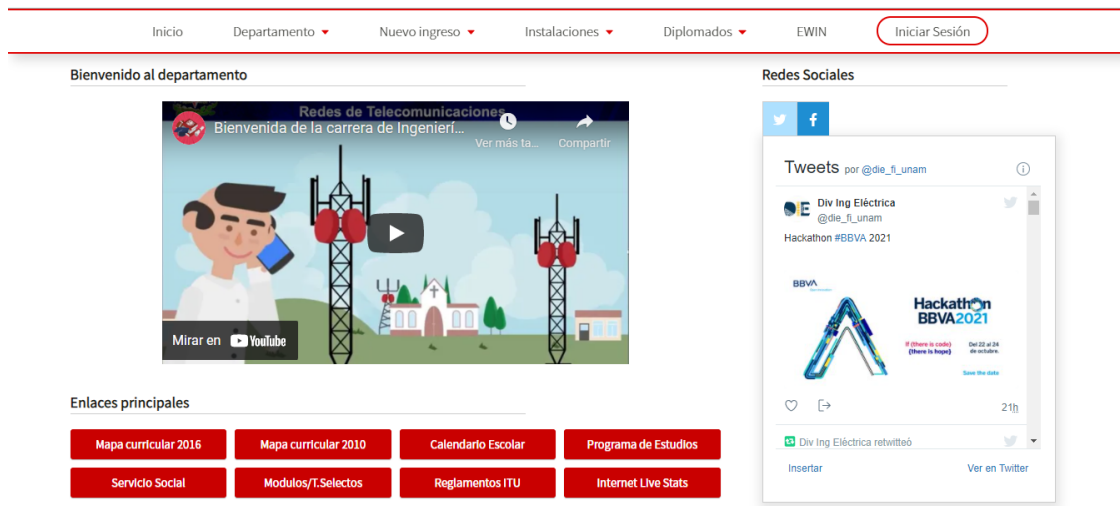 Inicio
Departamento
Nuevo ingreso
Instalaciones
Diplomados
EWIN
Iniciar Sesión
Bienvenido al departamento
Redes de Telecomunicaciones
Bienvenida de la carrera de Ingenierí...
Ver más ta...
Compartir
Mirar en YouTube
Enlaces principales
Mapa curricular 2016
Mapa curricular 2010
Calendario Escolar
Programa de Estudios
Servicio Social
Modulos/T.Selectos
Reglamentos ITU
Internet Live Stats
Redes Sociales
Tweets por @die_fi_unam
Div Ing Eléctrica
@die_fi_unam
Hackathon #BBVA 2021
BBVA
Hackathon
BBVA2021
if (there is code)
{there is hope}
Del 22 al 24
de octubre.
Save the date
21h
Div Ing Eléctrica retwitteó
Insertar
Ver en Twitter